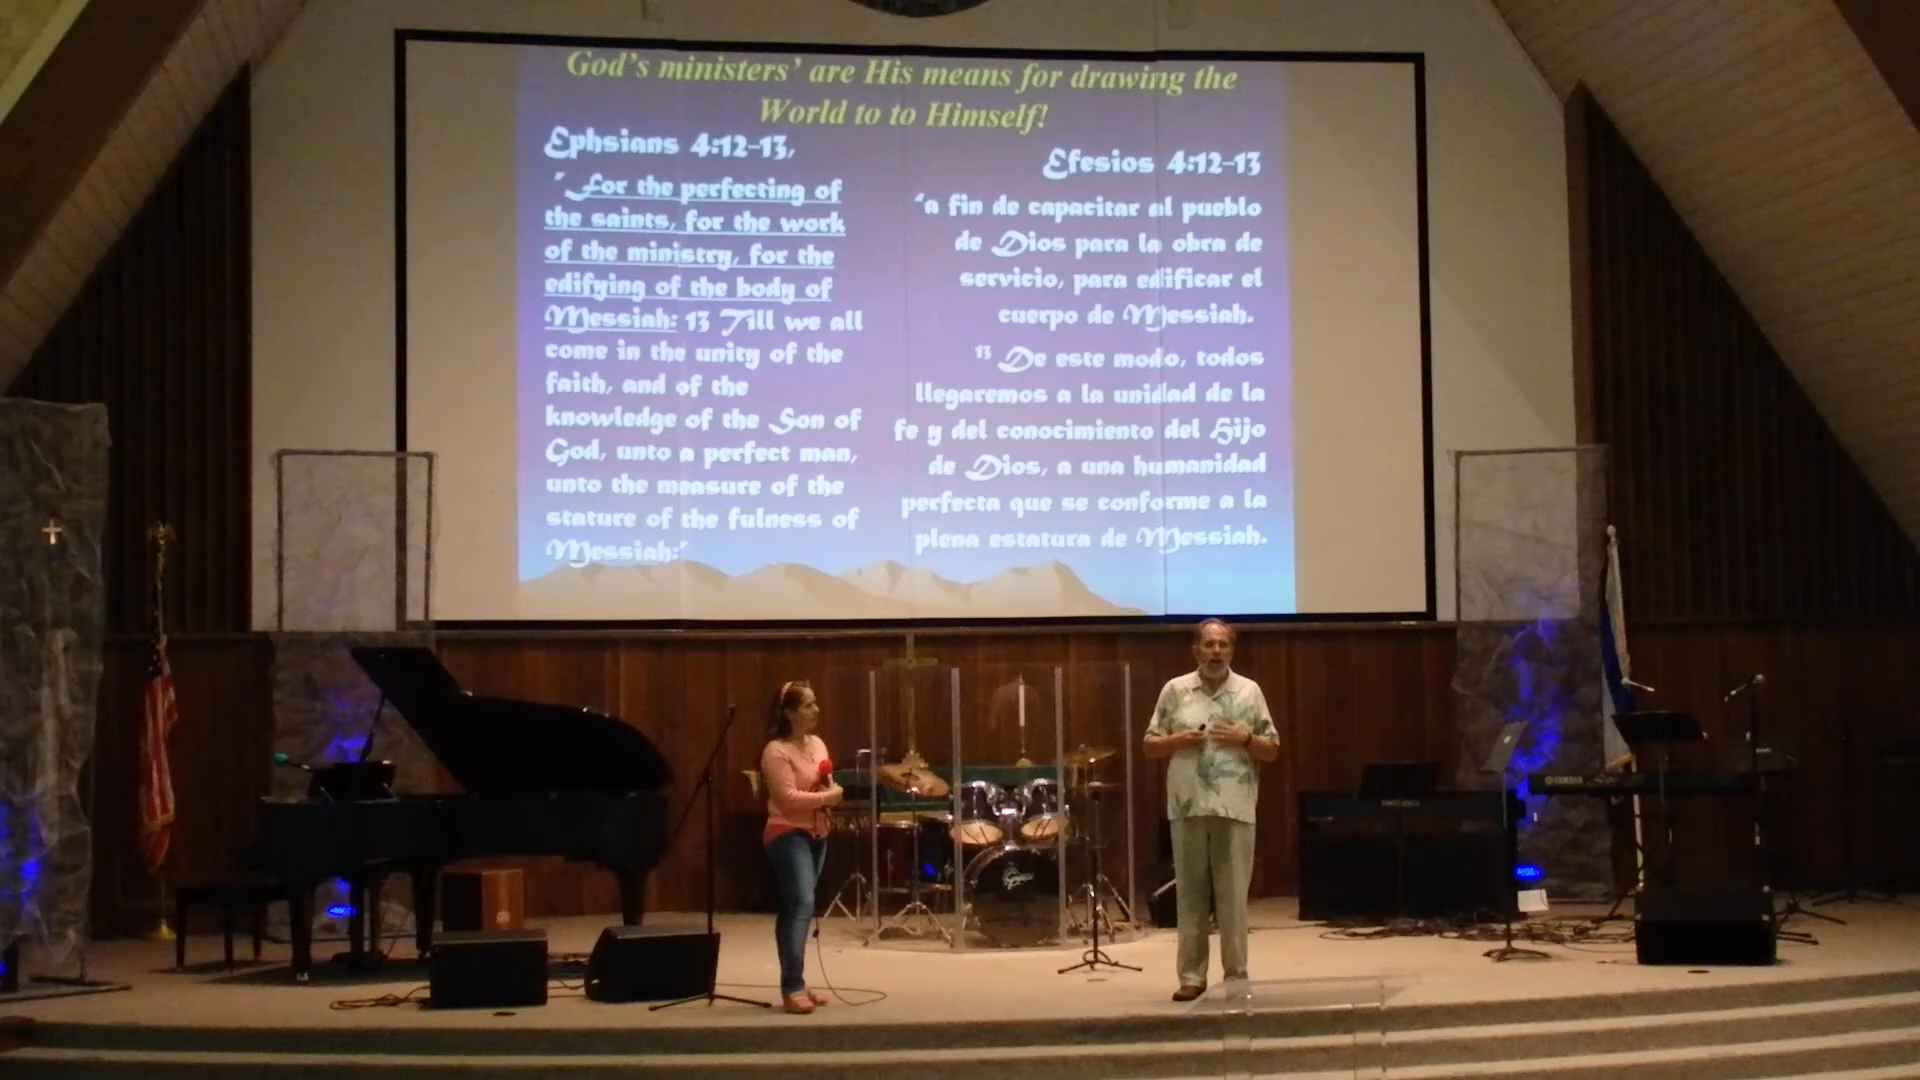 God's ministers' are His means for drawing the
World to to Himself!
Ephsians 4:12-13,
"For the perfecting of
the saints, for the work
of the ministry, for the
edifying of the body of
Messiah: 13 Till we all
come in the unity of the
faith, and of the
knowledge of the Son of
God, unto a perfect man,
unto the measure of the
stature of the fulness of
Messiah:"
Efesios 4:12-13
"a fin de capacitar al pueblo
de Dios para la obra de
servicio, para edificar el
cuerpo de Messiah.
13 De este modo, todos
llegaremos a la unidad de la
fe y del conocimiento del Hijo
de Dios, a una humanidad
perfecta que se conforme a la
plena estatura de Messiah.
YAMAHA